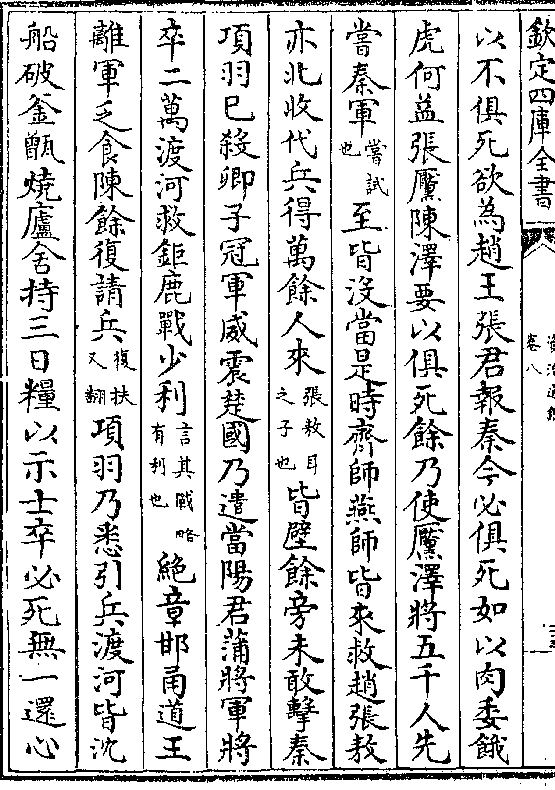 欽定四庫全書
卷八
以不俱死欲為趙王張君報秦今必俱死如以肉委餓
虎何益張黶陳澤要以俱死餘乃使黶澤將五千人先
嘗秦軍嘗試也至皆沒當是時齊師燕師皆來救趙張敖
亦北收代兵得萬餘人來張敖耳之子也皆壁餘旁未敢擊秦
項羽已殺卿子冠軍威震楚國乃遣當陽君蒲將軍將
卒二萬渡河救鉅鹿戰少利言其戰略有利也絶章邯甬道王
離軍乏食陳餘復請兵復扶又翻項羽乃悉引兵渡河皆沈
船破釜甑燒廬舍持三日糧以示士卒必死無一還心